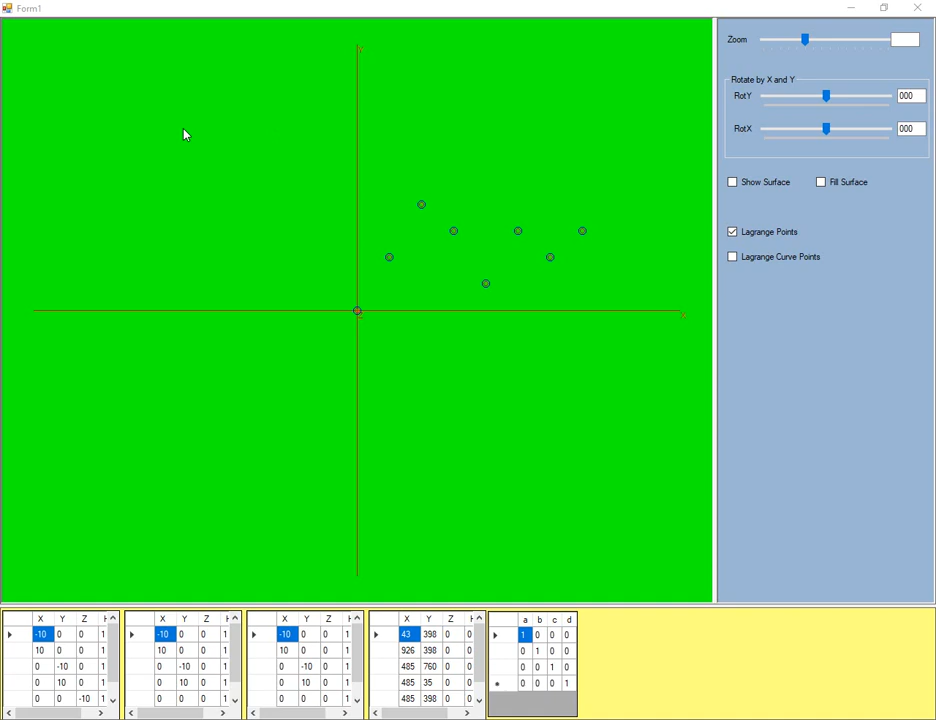 Form1
Zoom
Rotate by X and Y
RotY 000
RotX 000
Show Surface Fill Surface
Lagrange Points
Lagrange Curve Points
Y
X
X Y Z
-10 0 0 1
10 0 0 1
0 -10 0 1
0 10 0 1
0 0 -10 1
X Y Z
-10 0 0 1
10 0 0 1
0 -10 0 1
0 10 0 1
0 0 0 1
X Y Z
-10 0 0 1
10 0 0 1
0 -10 0 1
0 10 0 1
0 0 0 1
X Y Z H
43 398 0 0
926 398 0 0
485 760 0 0
485 35 0 0
485 398 0 0
a b c d
1 0 0 0
0 1 0 0
0 0 1 0
0 0 0 1